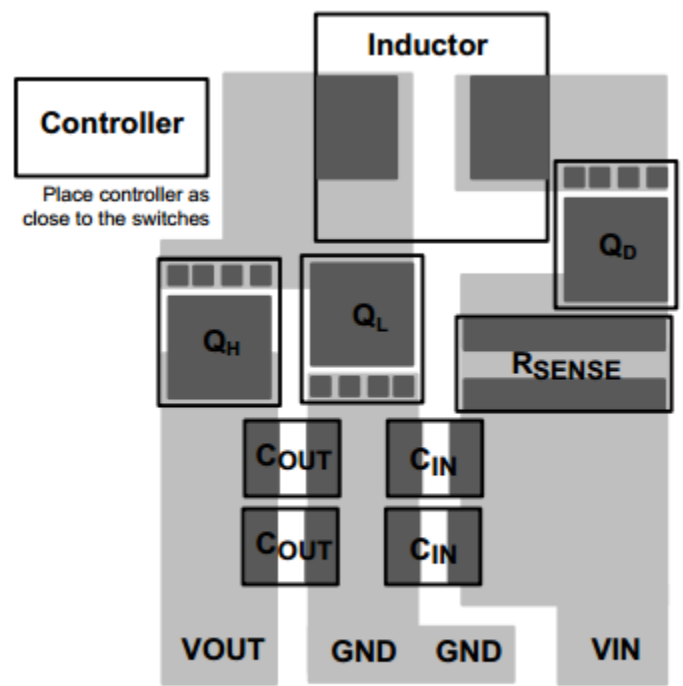 Inductor
Controller
Place controller as
close to the switches
QD
QH
QL
RSENSE
COUT
CIN
COUT
CIN
VOUT
GND
GND
VIN